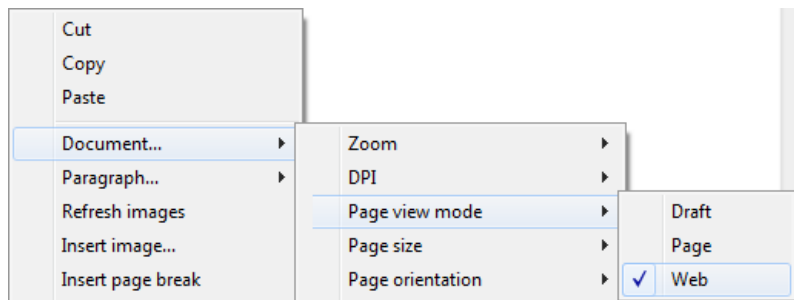 Cut
Copy
Paste
Document...
Paragraph...
Refresh images
Insert image...
Insert page break
Zoom
DPI
Page view mode
Page size
Page orientation
Draft
Page
Web